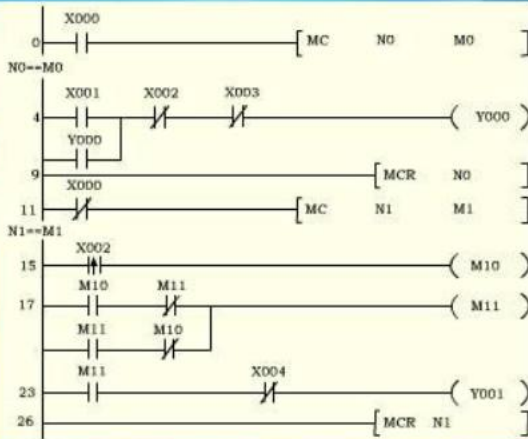 X000
0 [ MC N0 M0 ]
N0==M0
X001 X002 X003
4 ( Y000 )
Y000
9 [ MCR N0 ]
X000
11 [ MC N1 M1 ]
N1==M1
X002
15 ( M10 )
M10 M11
17 ( M11 )
M11 M10
M11 X004
23 ( Y001 )
26 [ MCR N1 ]